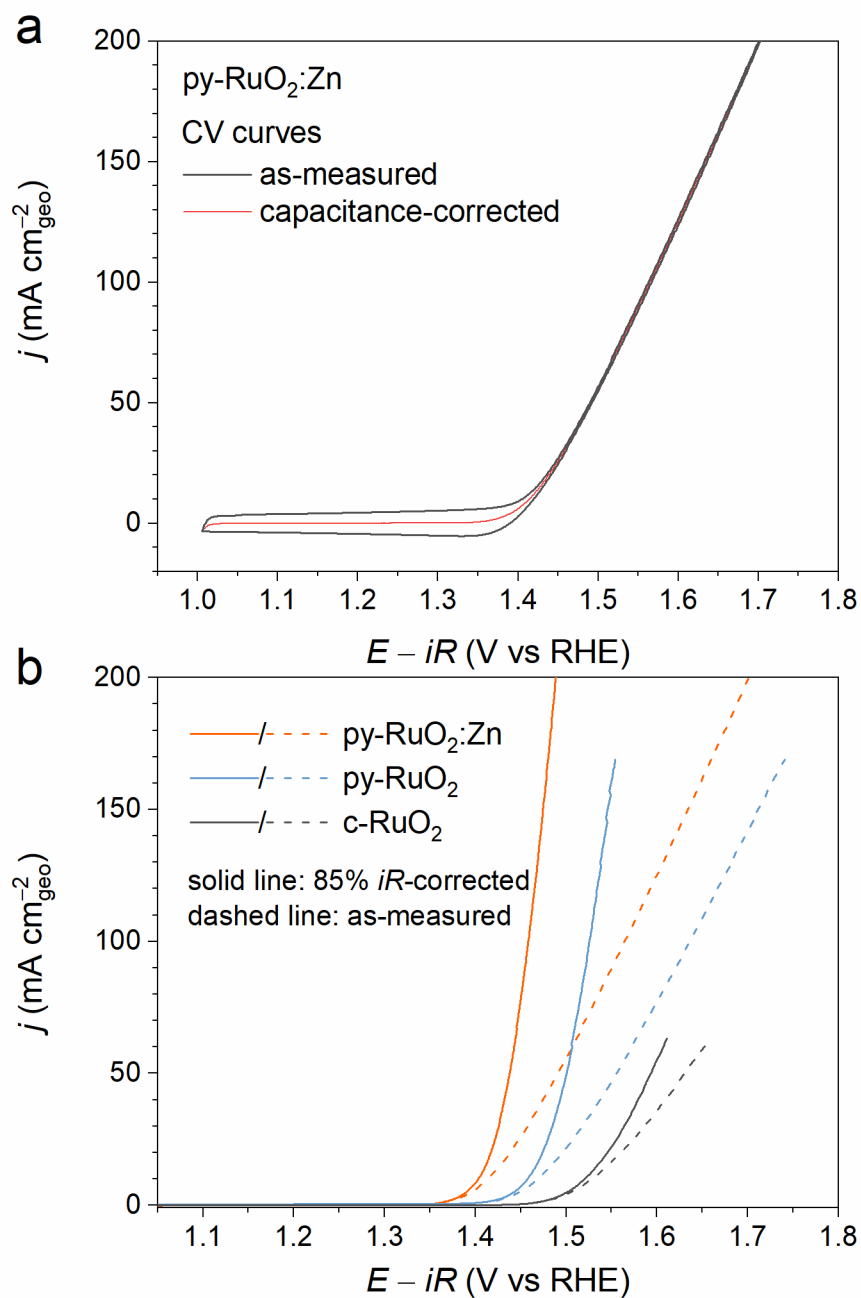 a
200
150
100
50
0
j (mA cm⁻²geo)
py-RuO₂:Zn
CV curves
as-measured
capacitance-corrected
1.0 1.1 1.2 1.3 1.4 1.5 1.6 1.7 1.8
E – iR (V vs RHE)
b
200
150
100
50
0
j (mA cm⁻²geo)
/ py-RuO₂:Zn
/ py-RuO₂
/ c-RuO₂
solid line: 85% iR-corrected
dashed line: as-measured
1.1 1.2 1.3 1.4 1.5 1.6 1.7 1.8
E – iR (V vs RHE)